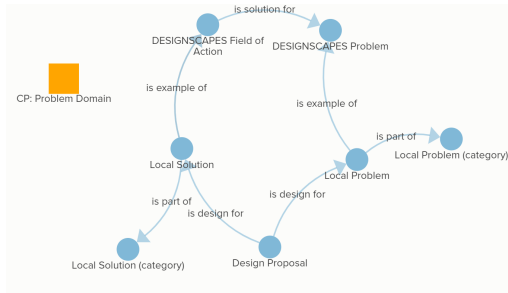 is solution for
DESIGNSCAPES Field of
Action
DESIGNSCAPES Problem
CP: Problem Domain
is example of
is example of
is part of
Local Problem (category)
Local Solution
Local Problem
is part of
is design for
is design for
Local Solution (category)
Design Proposal